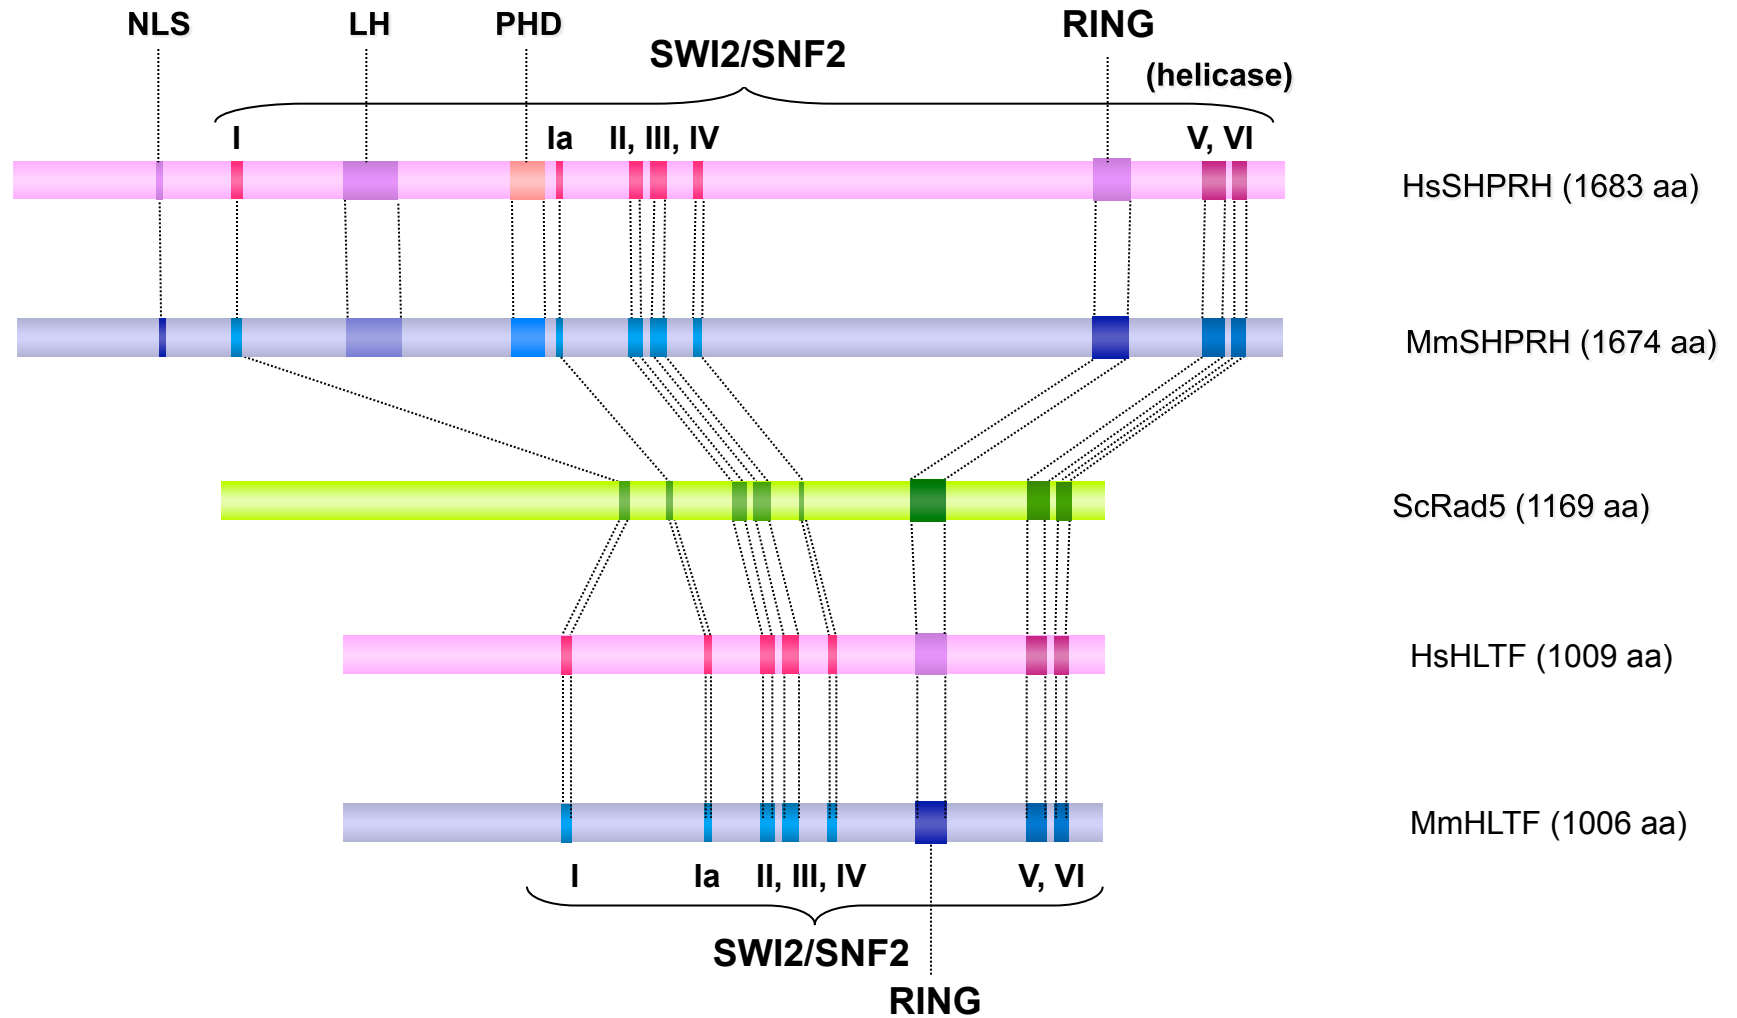 NLS LH PHD RING
SWI2/SNF2
(helicase)
I Ia II, III, IV V, VI
HsSHPRH (1683 aa)
MmSHPRH (1674 aa)
ScRad5 (1169 aa)
HsHLTF (1009 aa)
MmHLTF (1006 aa)
I Ia II, III, IV V, VI
SWI2/SNF2
RING